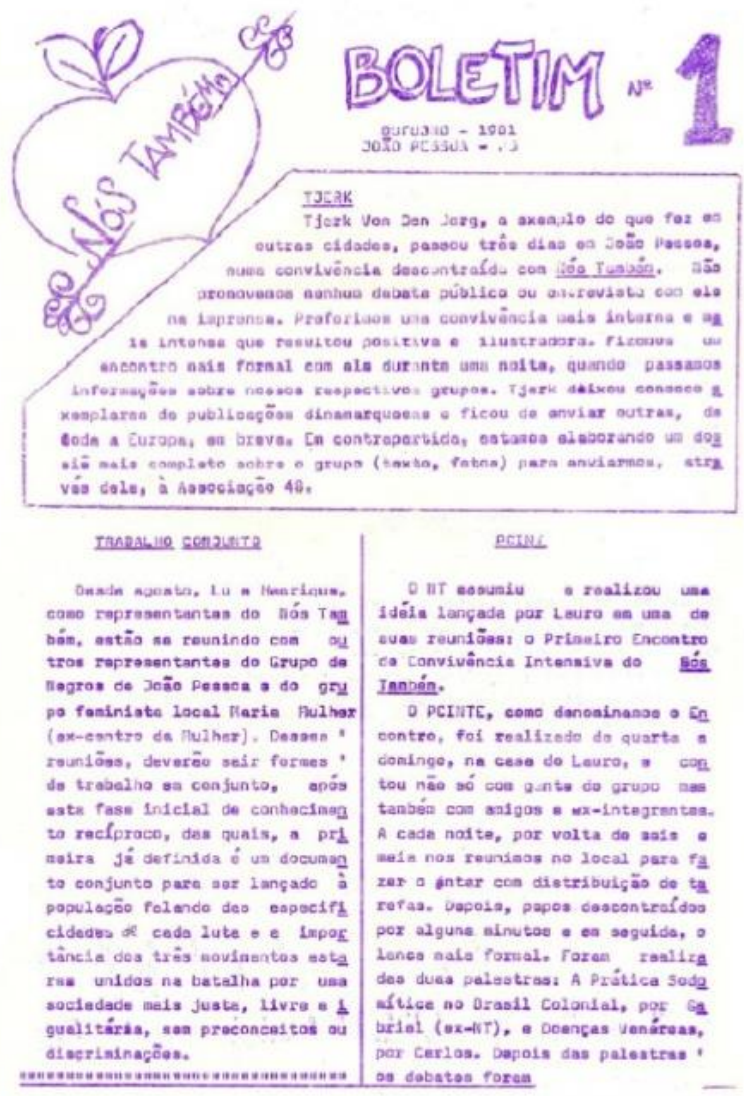 NÓS TAMBÉM
BOLETIM Nº 1
OUTUBRO - 1981
JOÃO PESSOA - PB
TJERK
Tjerk Von Den Jerg, a exemplo do que fez em
outras cidades, passou três dias em João Pessoa,
numa convivência descontraída com Nós Também. Não
promovemos nenhum debate público ou entrevista com ele
na imprensa. Preferimos uma convivência mais interna e ma
is intensa que resultou positiva e ilustradora. Fizemos um
encontro mais formal com ele durante uma noite, quando passamos
informações sobre nossos respectivos grupos. Tjerk deixou conosco e
xemplares de publicações dinamarquesas e ficou de enviar outras, de
toda a Europa, em breve. Em contrapartida, estamos elaborando um dos
siê mais completo sobre o grupo (texto, fotos) para enviarmos, atra
vés dele, à Associação 48.
TRABALHO CONJUNTO
Desde agosto, Lu e Henrique,
como representantes do Nós Tam
bém, estão se reunindo com ou
tros representantes do Grupo de
Negros de João Pessoa e do gru
po feminista local Maria Mulher
(ex-centro da Mulher). Dessas '
reuniões, deverão sair formas '
de trabalho em conjunto, após
esta fase inicial de conhecimen
to recíproco, das quais, a pri
meira já definida é um documen
to conjunto para ser lançado à
população falando das especifi
cidades de cada luta e a impor
tância dos três movimentos esta
rem unidos na batalha por uma
sociedade mais justa, livre e i
gualitária, sem preconceitos ou
discriminações.
PCINT
O NT assumiu e realizou uma
idéia lançada por Lauro em uma de
suas reuniões: o Primeiro Encontro
de Convivência Intensiva do Nós
Também.
O PCINTE, como denominamos o En
contro, foi realizado de quarta a
domingo, na casa de Lauro, e con
tou não só com gente do grupo mas
também com amigos e ex-integrantes.
A cada noite, por volta de seis e
meia nos reunimos no local para fa
zer o jantar com distribuição de ta
refas. Depois, papos descontraídos
por alguns minutos e em seguida, o
lance mais formal. Foram realiza
das duas palestras: A Prática Sodo
mítica no Brasil Colonial, por Ga
briel (ex-NT), e Doenças Venéreas,
por Carlos. Depois das palestras '
os debates foram